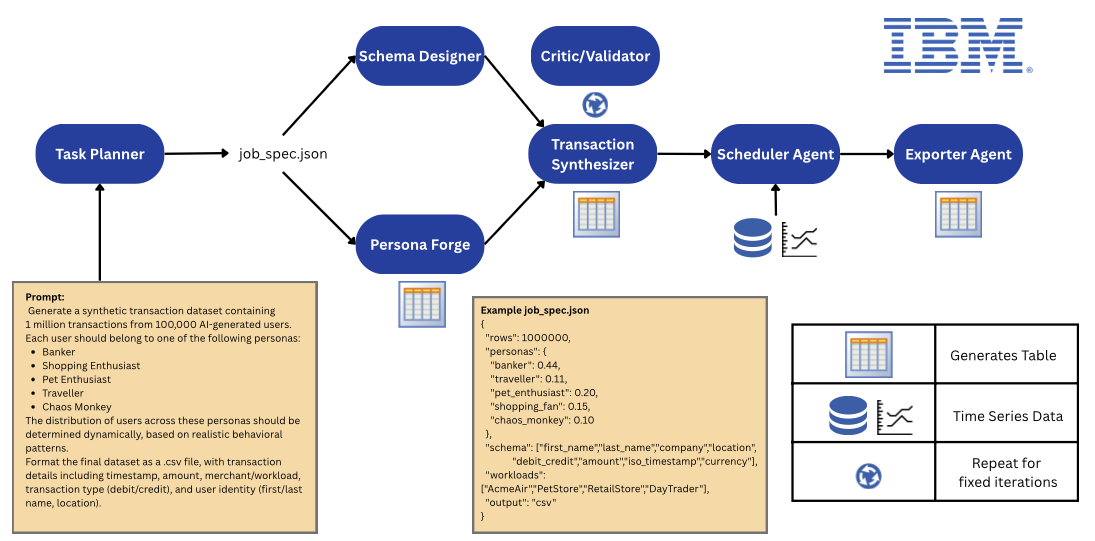 IBM®
Schema Designer
Critic/Validator
Task Planner
job_spec.json
Transaction
Synthesizer
Scheduler Agent
Exporter Agent
Persona Forge
Prompt:
Generate a synthetic transaction dataset containing
1 million transactions from 100,000 AI-generated users.
Each user should belong to one of the following personas:
• Banker
• Shopping Enthusiast
• Pet Enthusiast
• Traveller
• Chaos Monkey
The distribution of users across these personas should be
determined dynamically, based on realistic behavioral
patterns.
Format the final dataset as a .csv file, with transaction
details including timestamp, amount, merchant/workload,
transaction type (debit/credit), and user identity (first/last
name, location).
Example job_spec.json
{
"rows": 1000000,
"personas": {
"banker": 0.44,
"traveller": 0.11,
"pet_enthusiast": 0.20,
"shopping_fan": 0.15,
"chaos_monkey": 0.10
},
"schema": ["first_name","last_name","company","location",
"debit_credit","amount","iso_timestamp","currency"],
"workloads":
["AcmeAir","PetStore","RetailStore","DayTrader"],
"output": "csv"
}
Generates Table
Time Series Data
Repeat for
fixed iterations